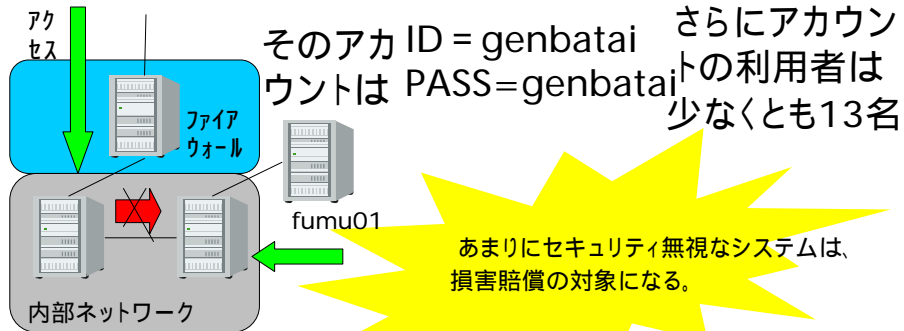 アク
セス
そのアカ
ウントは
ID = genbatai
PASS=genbatai
さらにアカウン
トの利用者は
少なくとも13名
ファイア
ウォール
fumu01
あまりにセキュリティ無視なシステムは、
損害賠償の対象になる。
内部ネットワーク